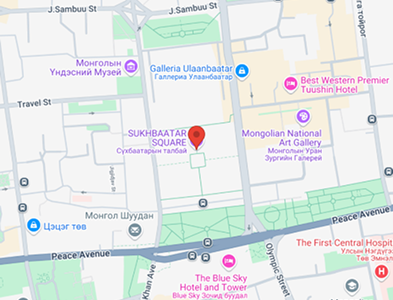 J.Sambuu St
J.Sambuu St
Монголын
Үндэсний Музей
Galleria Ulaanbaatar
Галлериа Улаанбаатар
Best Western Premier
Tuushin Hotel
Travel St
SUKHBAATAR
SQUARE
Сүхбаатарын талбай
Mongolian National
Art Gallery
Монголын Уран
Зургийн Галерей
Цэцэг төв
Монгол Шуудан
Peace Avenue
Peace Avenue
The First Central Hospit
Улсын Нэгдүгэ
Төв Эмнэл
Olympic Street
Khan Ave
The Blue Sky
Hotel and Tower
Blue Sky Зочид буудал